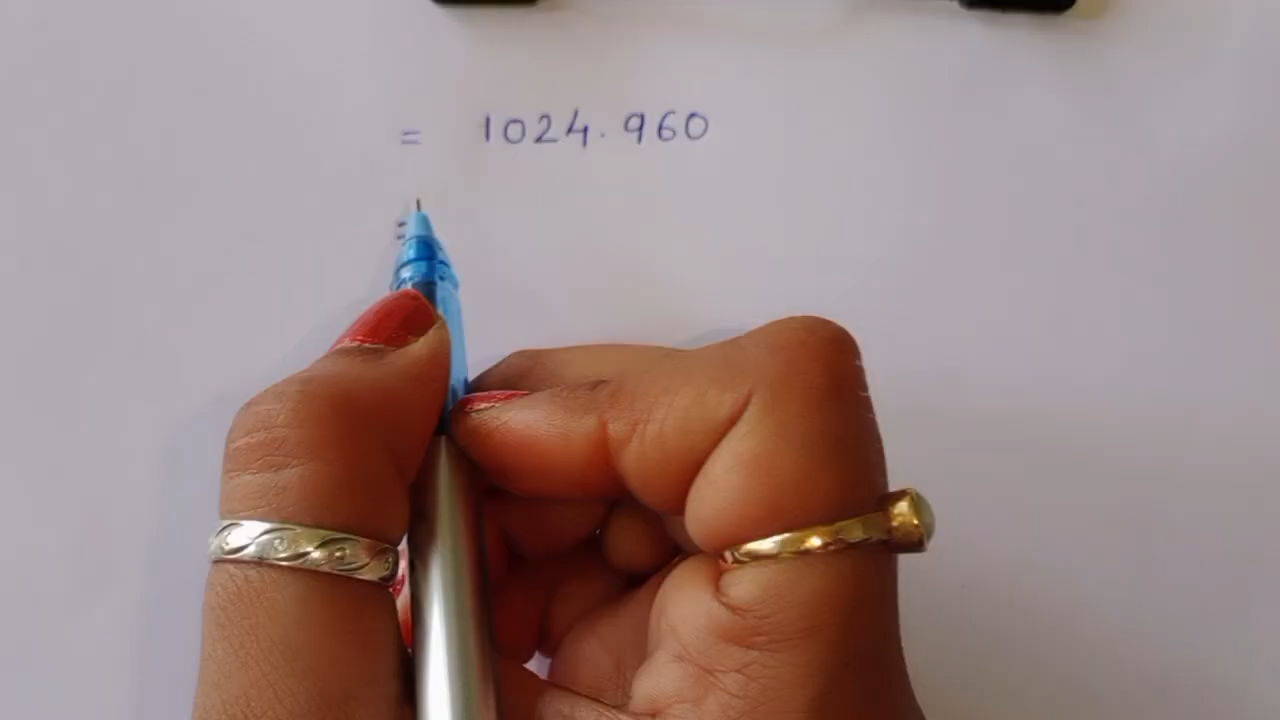 = 1024.960
=